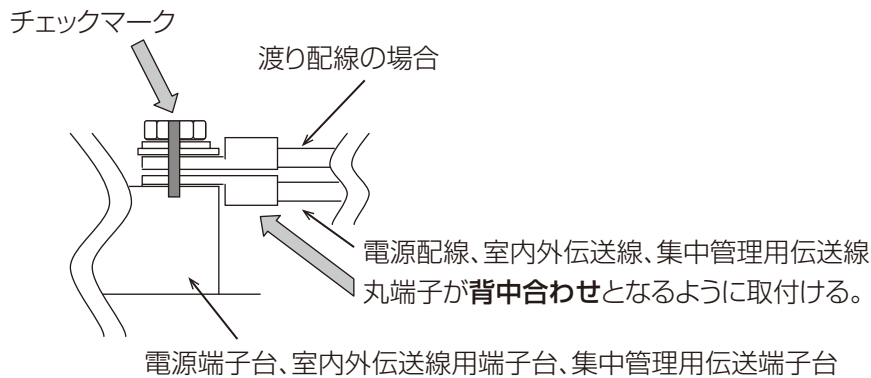 チェックマーク
渡り配線の場合
電源配線、室内外伝送線、集中管理用伝送線
丸端子が背中合わせとなるように取付ける。
電源端子台、室内外伝送線用端子台、集中管理用伝送端子台